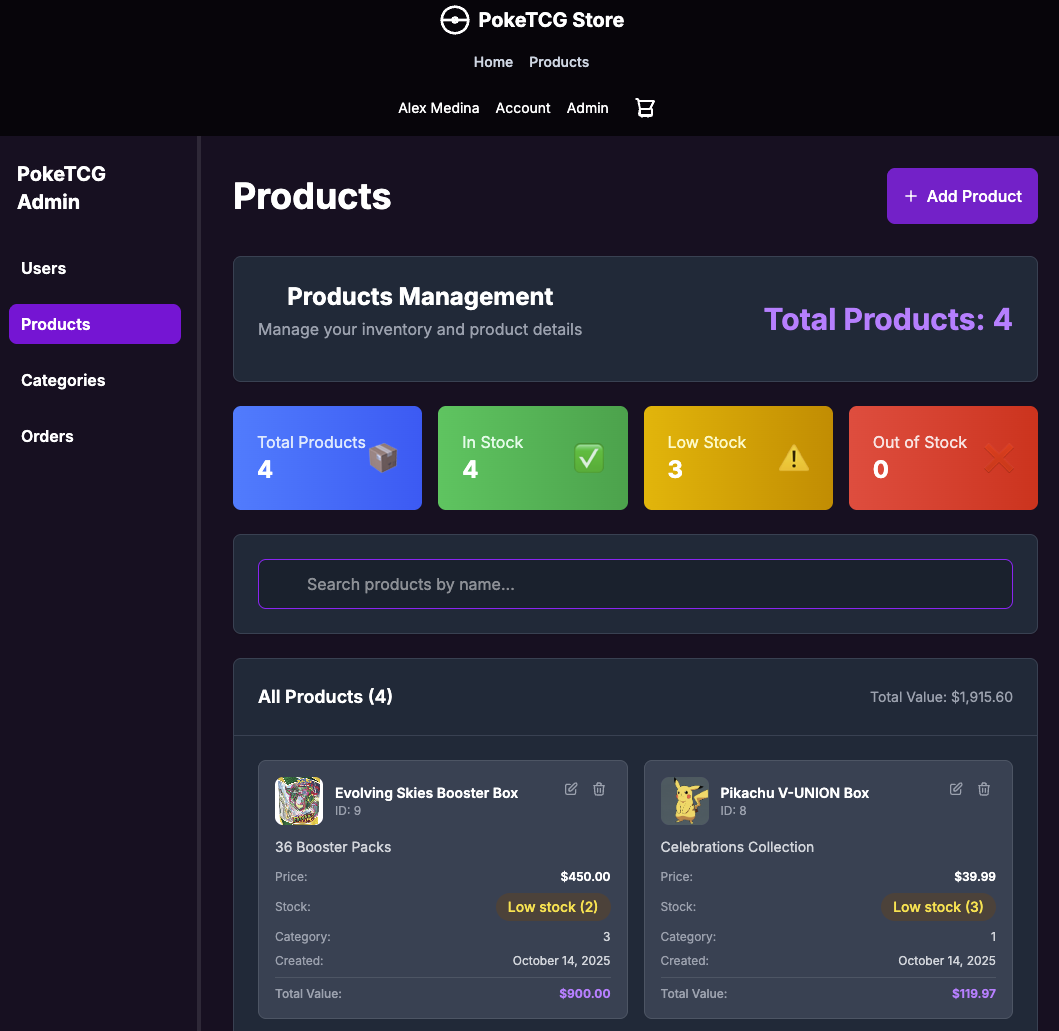 PokeTCG Store
Home Products
Alex Medina Account Admin
PokeTCG
Admin
Users
Products
Categories
Orders
Products
+ Add Product
Products Management
Manage your inventory and product details
Total Products: 4
Total Products
4
In Stock
4
Low Stock
3
Out of Stock
0
Search products by name...
All Products (4)
Total Value: $1,915.60
Evolving Skies Booster Box
ID: 9
36 Booster Packs
Price: $450.00
Stock: Low stock (2)
Category: 3
Created: October 14, 2025
Total Value: $900.00
Pikachu V-UNION Box
ID: 8
Celebrations Collection
Price: $39.99
Stock: Low stock (3)
Category: 1
Created: October 14, 2025
Total Value: $119.97